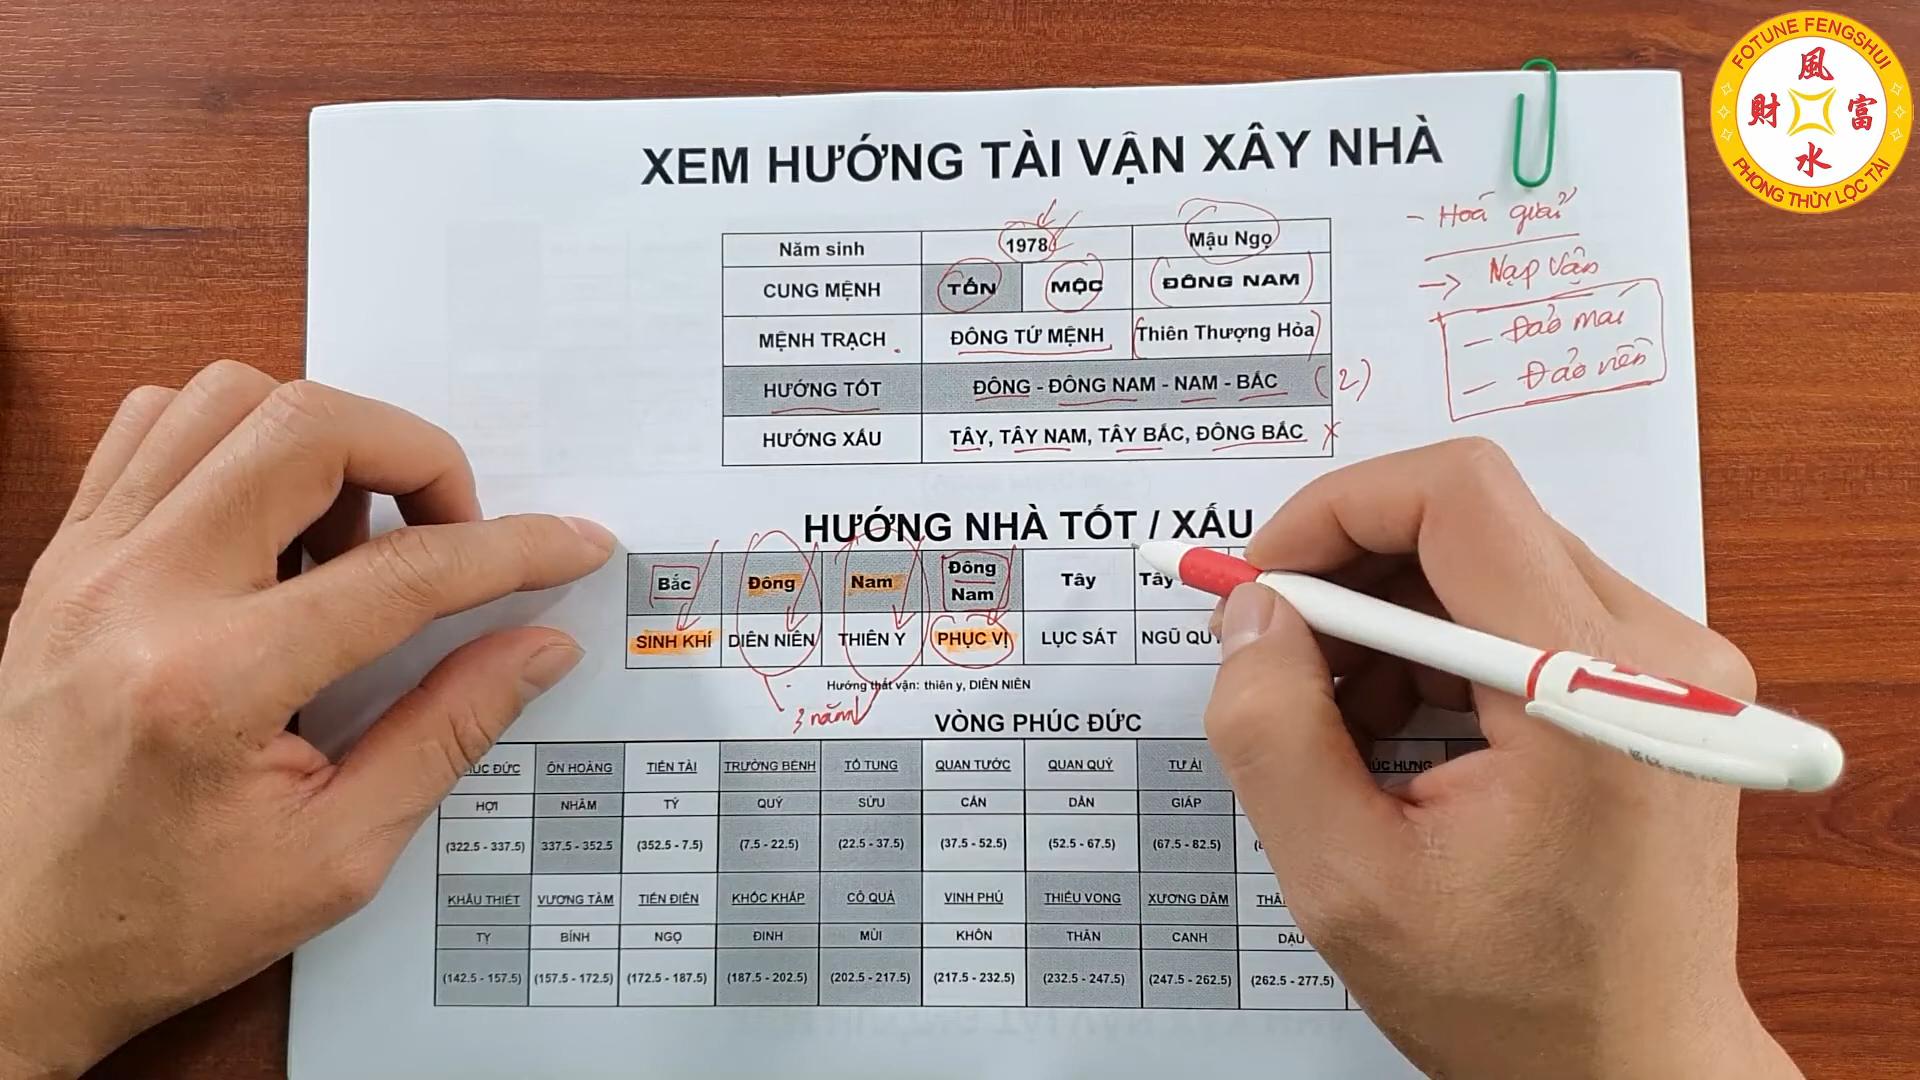 FOTUNE FENGSHUI
風
財 富
水
PHONG THỦY LỘC TÀI
XEM HƯỚNG TÀI VẬN XÂY NHÀ
Năm sinh 1978 Mậu Ngọ
CUNG MỆNH TỐN MỘC ĐÔNG NAM
MỆNH TRẠCH ĐÔNG TỨ MỆNH Thiên Thượng Hỏa
HƯỚNG TỐT ĐÔNG - ĐÔNG NAM - NAM - BẮC (2)
HƯỚNG XẤU TÂY, TÂY NAM, TÂY BẮC, ĐÔNG BẮC X
- Hoá giải
→ Nạp Vận
- Đảo mái
- Đảo nền
HƯỚNG NHÀ TỐT / XẤU
Bắc Đông Nam Đông Nam Tây Tây
SINH KHÍ DIÊN NIÊN THIÊN Y PHỤC VỊ LỤC SÁT NGŨ
Hướng thất vận: thiên y, DIÊN NIÊN
3 năm
VÒNG PHÚC ĐỨC
ÔN HOÀNG TIẾN TÀI TRƯỜNG BỆNH TỐ TỤNG QUAN TƯỚC QUAN QUÝ TỰ ẢI
HỢI NHÂM TÝ QUÝ SỬU CẤN DẦN GIÁP
(322.5 - 337.5) 337.5 - 352.5 (352.5 - 7.5) (7.5 - 22.5) (22.5 - 37.5) (37.5 - 52.5) (52.5 - 67.5) (67.5 - 82.5)
KHẨU THIỆT VƯỢNG TÀM TIẾN ĐIỀN KHỐC KHẤP CÔ QUẢ VINH PHÚ THIẾU VONG XƯƠNG DÂM
TỴ BÍNH NGỌ ĐINH MÙI KHÔN THÂN CANH DẬU
(142.5 - 157.5) (157.5 - 172.5) (172.5 - 187.5) (187.5 - 202.5) (202.5 - 217.5) (217.5 - 232.5) (232.5 - 247.5) (247.5 - 262.5) (262.5 - 277.5)